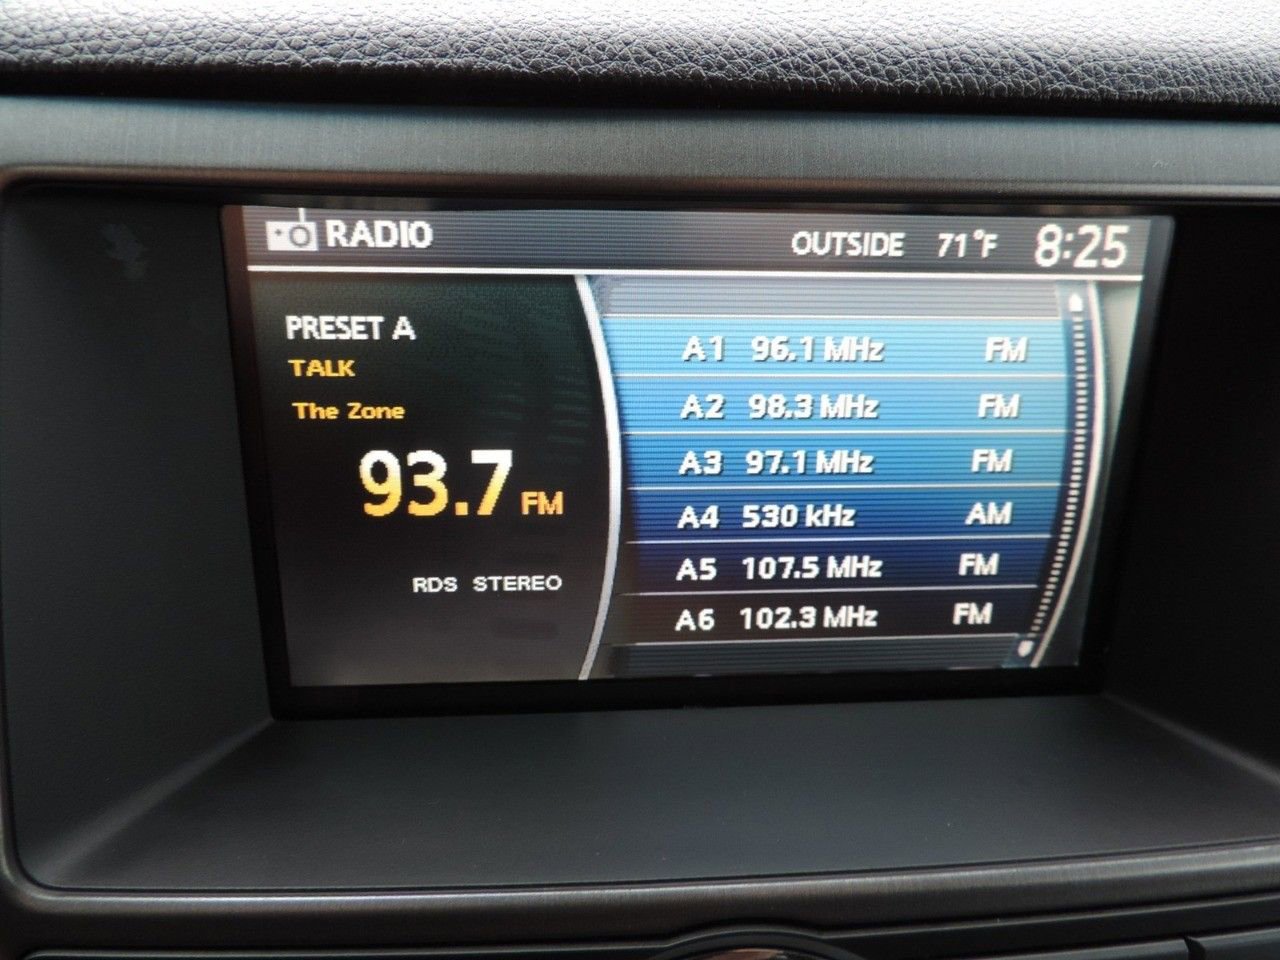 RADIO
OUTSIDE 71°F 8:25
PRESET A
TALK
The Zone
93.7 FM
RDS STEREO
A1 96.1 MHz FM
A2 98.3 MHz FM
A3 97.1 MHz FM
A4 530 kHz AM
A5 107.5 MHz FM
A6 102.3 MHz FM